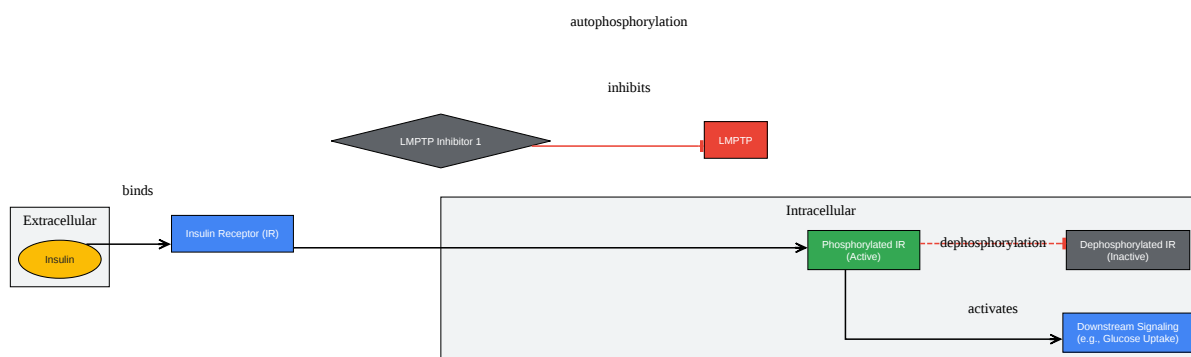 autophosphorylation
inhibits
LMPTP Inhibitor 1
LMPTP
binds
Extracellular
Insulin
Insulin Receptor (IR)
Intracellular
Phosphorylated IR
(Active)
dephosphorylation
Dephosphorylated IR
(Inactive)
activates
Downstream Signaling
(e.g., Glucose Uptake)